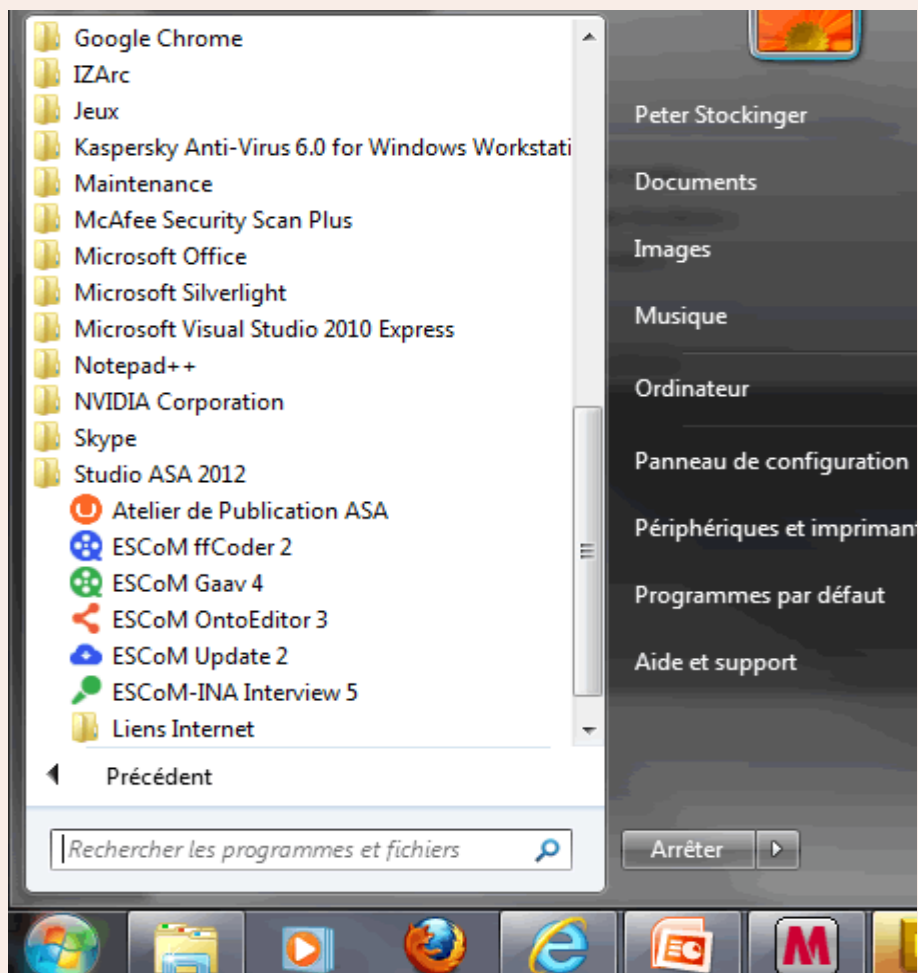 Google Chrome
IZArc
Jeux
Kaspersky Anti-Virus 6.0 for Windows Workstati
Maintenance
McAfee Security Scan Plus
Microsoft Office
Microsoft Silverlight
Microsoft Visual Studio 2010 Express
Notepad++
NVIDIA Corporation
Skype
Studio ASA 2012
Atelier de Publication ASA
ESCoM ffCoder 2
ESCoM Gaav 4
ESCoM OntoEditor 3
ESCoM Update 2
ESCoM-INA Interview 5
Liens Internet
Précédent
Rechercher les programmes et fichiers
Peter Stockinger
Documents
Images
Musique
Ordinateur
Panneau de configuration
Périphériques et impriman
Programmes par défaut
Aide et support
Arrêter